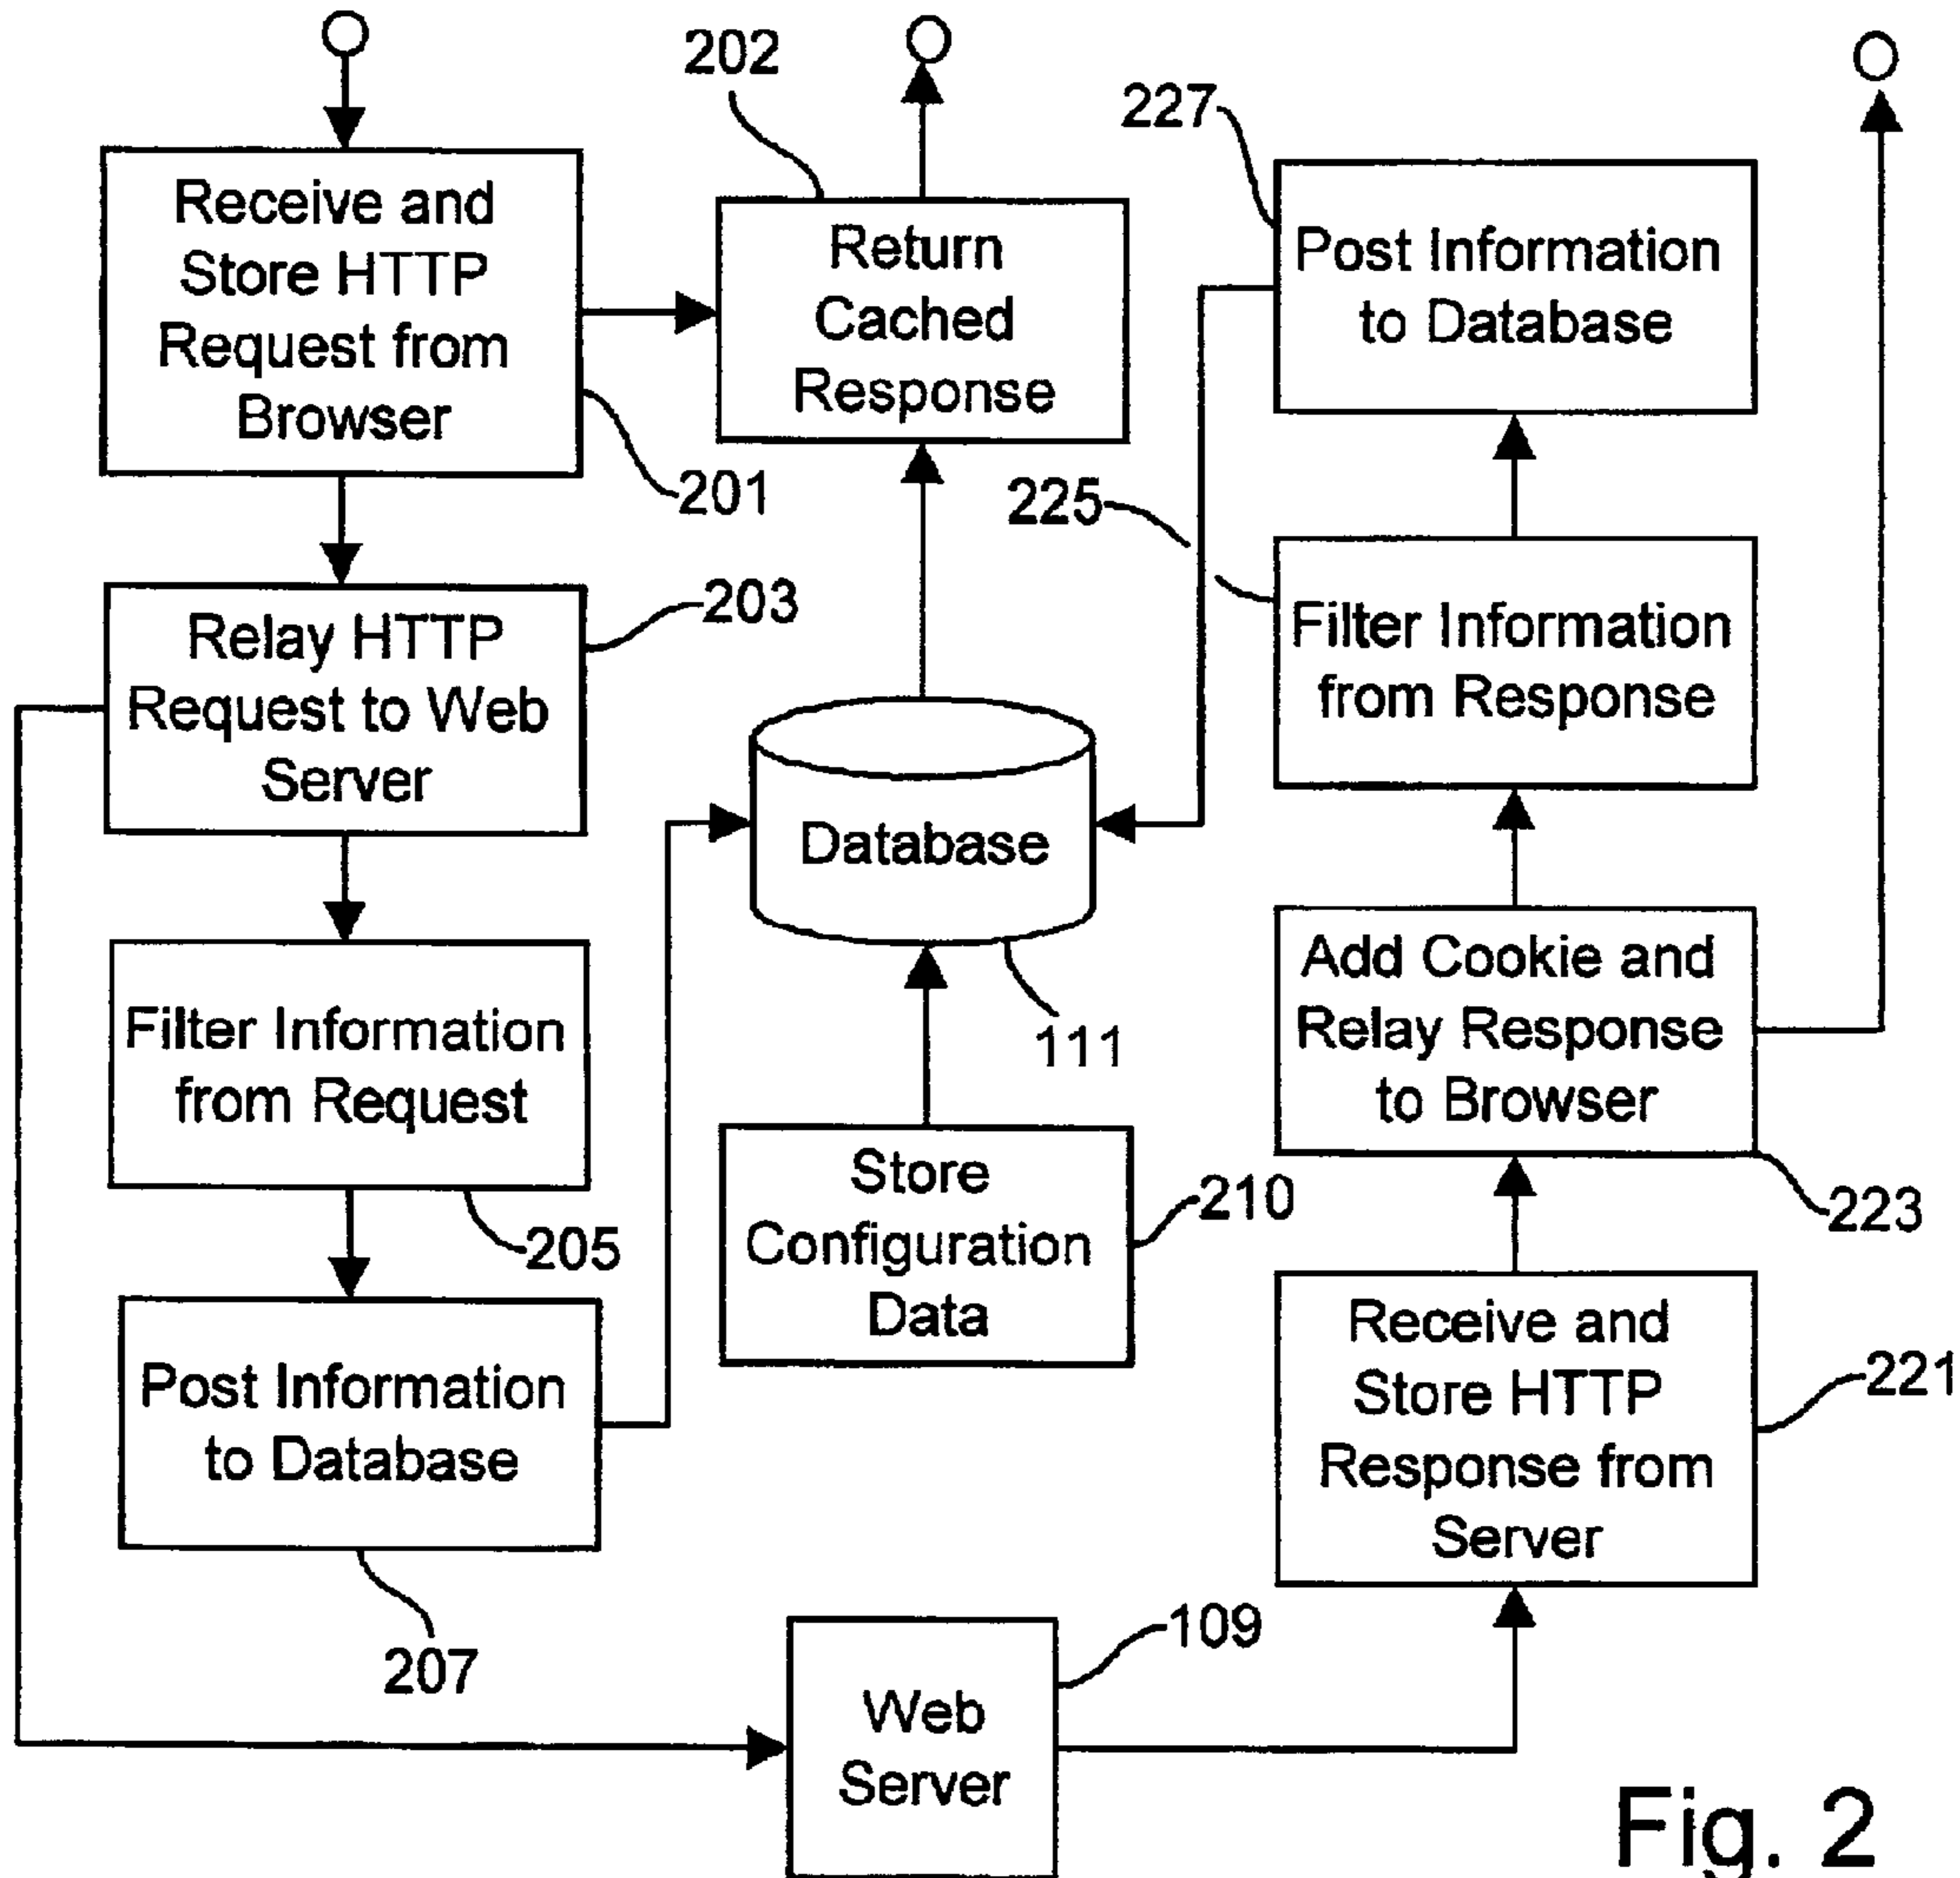 Receive and
Store HTTP
Request from
Browser
201
202
Return
Cached
Response
227
Post Information
to Database
225
Filter Information
from Response
Relay HTTP
Request to Web
Server
203
Database
111
Add Cookie and
Relay Response
to Browser
223
Filter Information
from Request
205
Store
Configuration
Data
210
Receive and
Store HTTP
Response from
Server
221
Post Information
to Database
207
Web
Server
109
Fig. 2